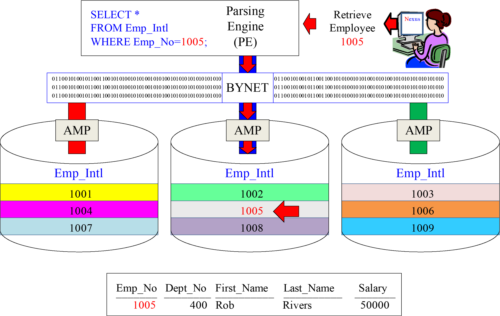 SELECT *
FROM Emp_Intl
WHERE Emp_No=1005;
Parsing
Engine
(PE)
Retrieve
Employee
1005
Nexus
BYNET
AMP
AMP
AMP
Emp_Intl
Emp_Intl
Emp_Intl
1001
1002
1003
1004
1005
1006
1007
1008
1009
Emp_No Dept_No First_Name Last_Name Salary
1005 400 Rob Rivers 50000